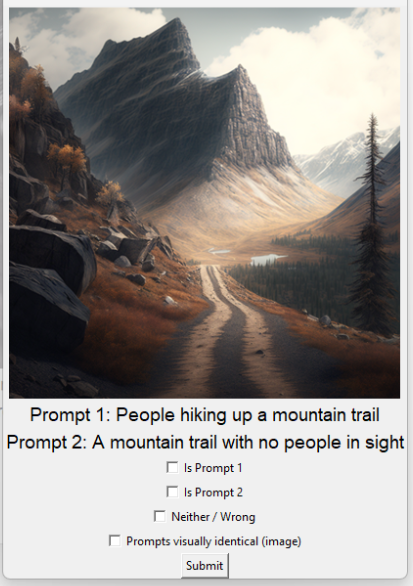 Prompt 1: People hiking up a mountain trail
Prompt 2: A mountain trail with no people in sight
Is Prompt 1
Is Prompt 2
Neither / Wrong
Prompts visually identical (image)
Submit